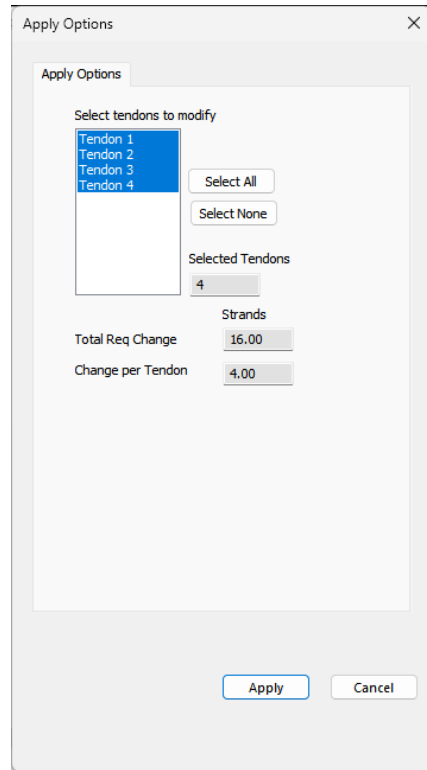 Apply Options
Apply Options
Select tendons to modify
Tendon 1
Tendon 2
Tendon 3
Tendon 4
Select All
Select None
Selected Tendons
4
Strands
Total Req Change 16.00
Change per Tendon 4.00
Apply Cancel